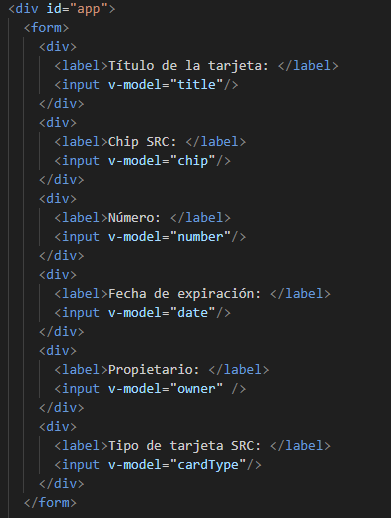 <div id="app">
<form>
<div>
<label>Título de la tarjeta: </label>
<input v-model="title"/>
</div>
<div>
<label>Chip SRC: </label>
<input v-model="chip"/>
</div>
<div>
<label>Número: </label>
<input v-model="number"/>
</div>
<div>
<label>Fecha de expiración: </label>
<input v-model="date"/>
</div>
<div>
<label>Propietario: </label>
<input v-model="owner" />
</div>
<div>
<label>Tipo de tarjeta SRC: </label>
<input v-model="cardType"/>
</div>
</form>